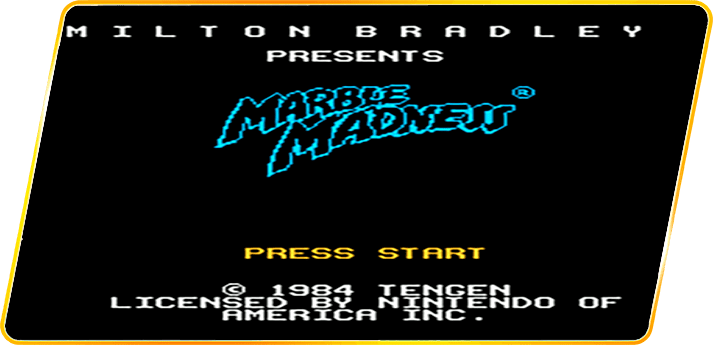 MILTON BRADLEY
PRESENTS
MARBLE
MADNESS®
PRESS START
© 1984 TENGEN
LICENSED BY NINTENDO OF
AMERICA INC.